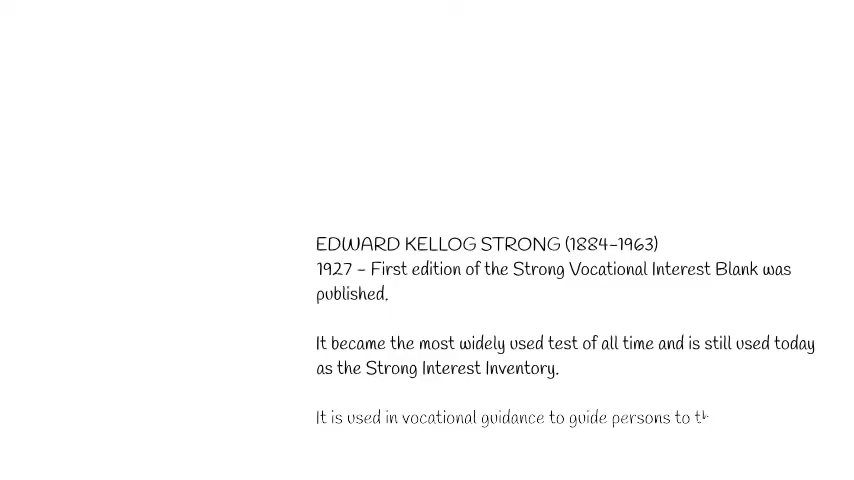 EDWARD KELLOG STRONG (1884-1963)
1927 - First edition of the Strong Vocational Interest Blank was
published.
It became the most widely used test of all time and is still used today
as the Strong Interest Inventory.
It is used in vocational guidance to guide persons to